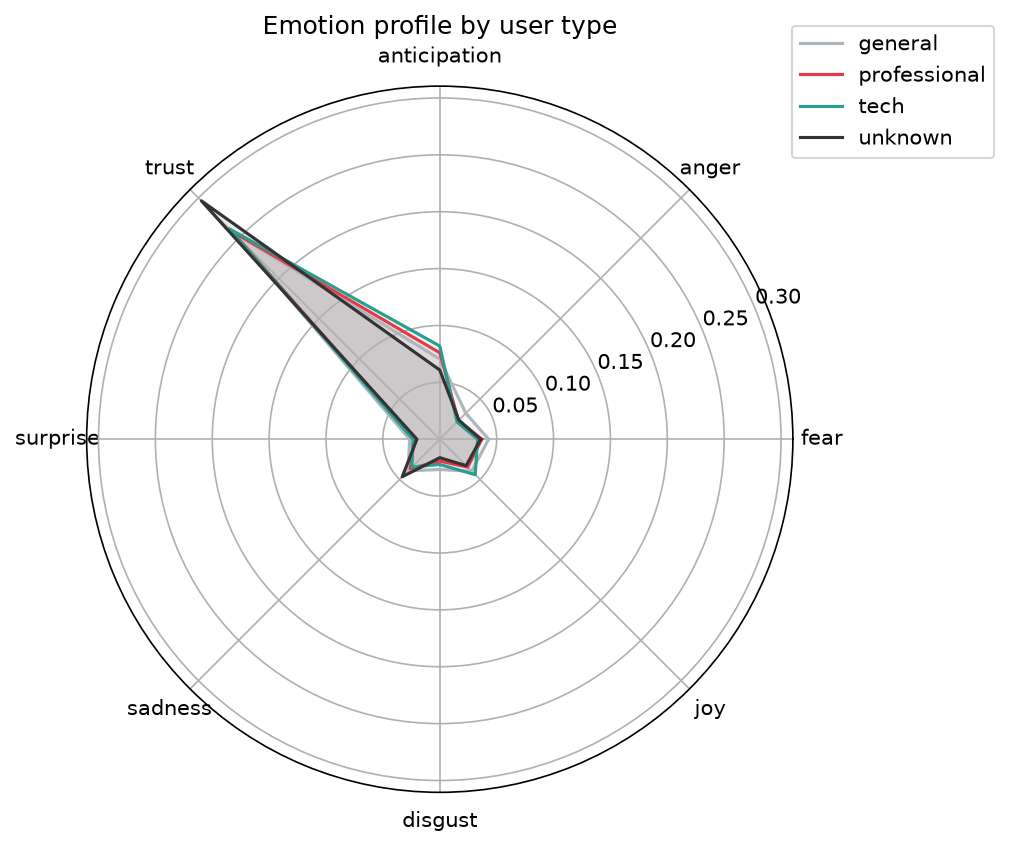 Emotion profile by user type
general
professional
tech
unknown
anticipation
trust
anger
0.30
0.25
0.20
0.15
0.10
0.05
surprise
fear
sadness
joy
disgust